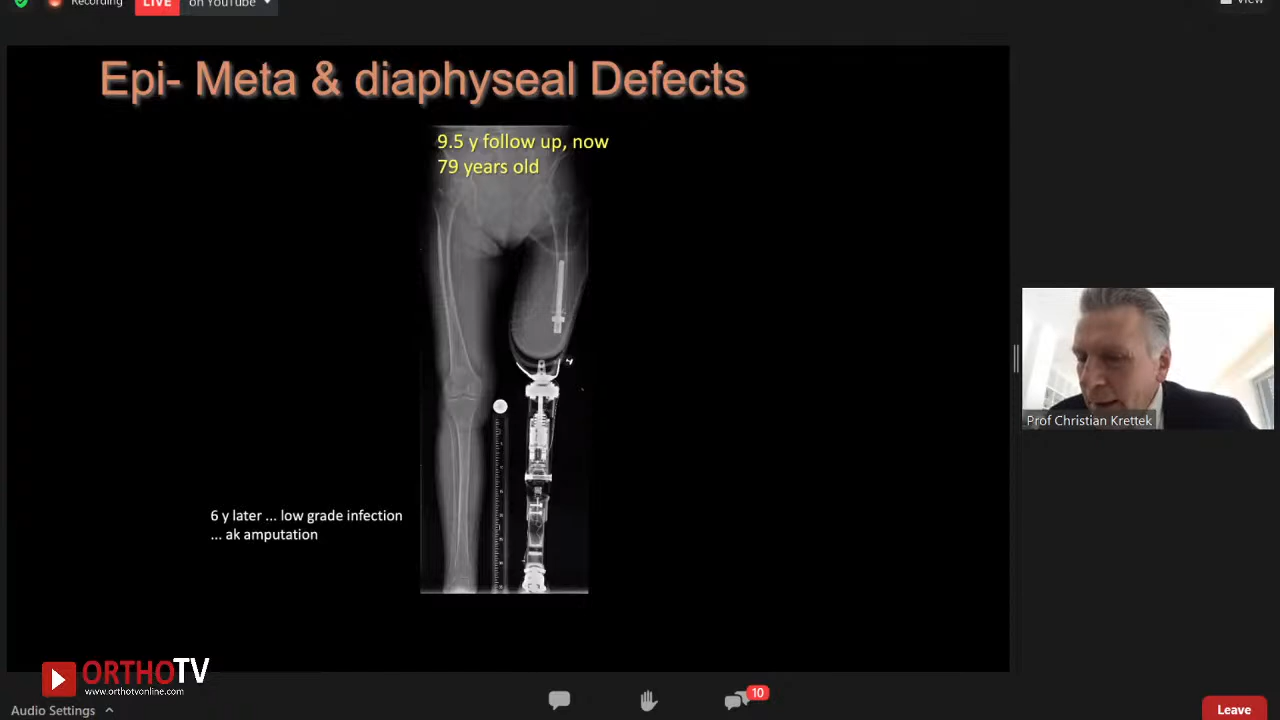 Recording
LIVE
on YouTube
View
Epi- Meta & diaphyseal Defects
9.5 y follow up, now
79 years old
6 y later ... low grade infection
... ak amputation
Prof Christian Krettek
ORTHOTV
www.orthotvonline.com
Audio Settings
10
Leave